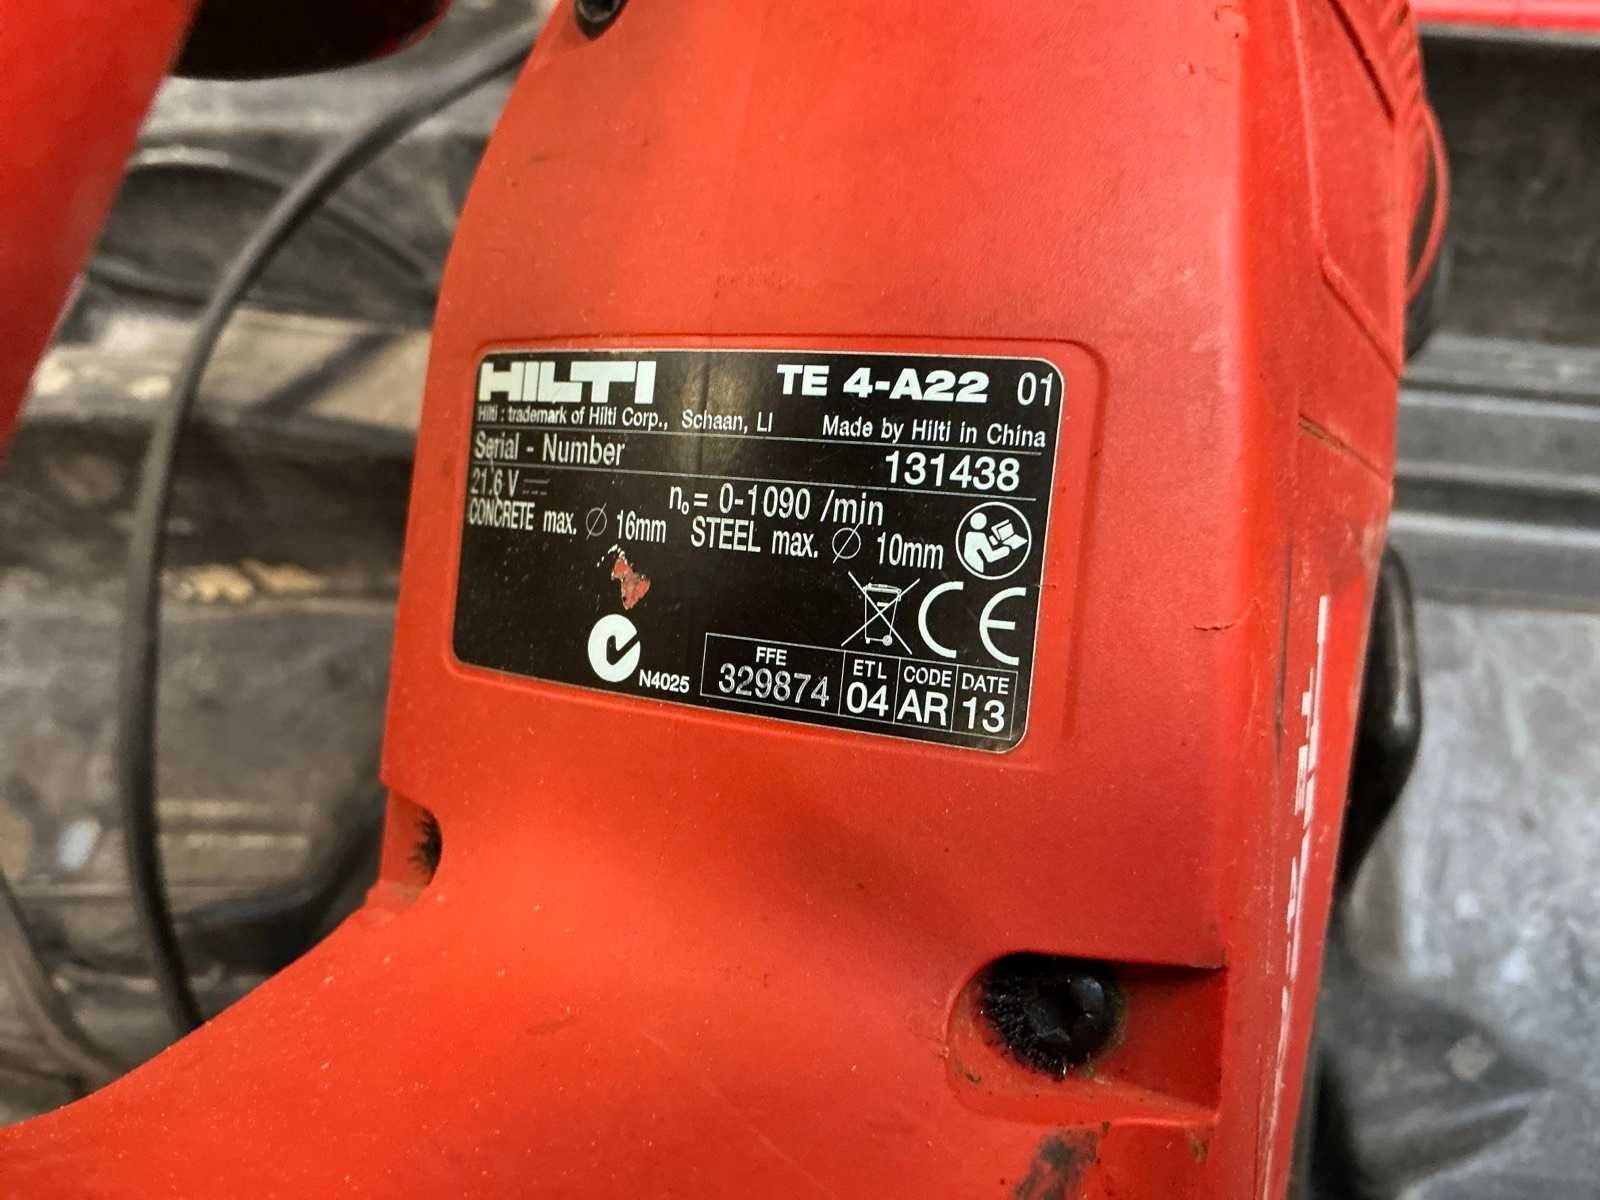 HILTI TE 4-A22 01
Hilti : trademark of Hilti Corp., Schaan, LI Made by Hilti in China
Serial - Number 131438
21.6 V n₀ = 0-1090 /min
CONCRETE max. ∅ 16mm STEEL max. ∅ 10mm
CE
N4025
FFE ETL CODE DATE
329874 04 AR 13